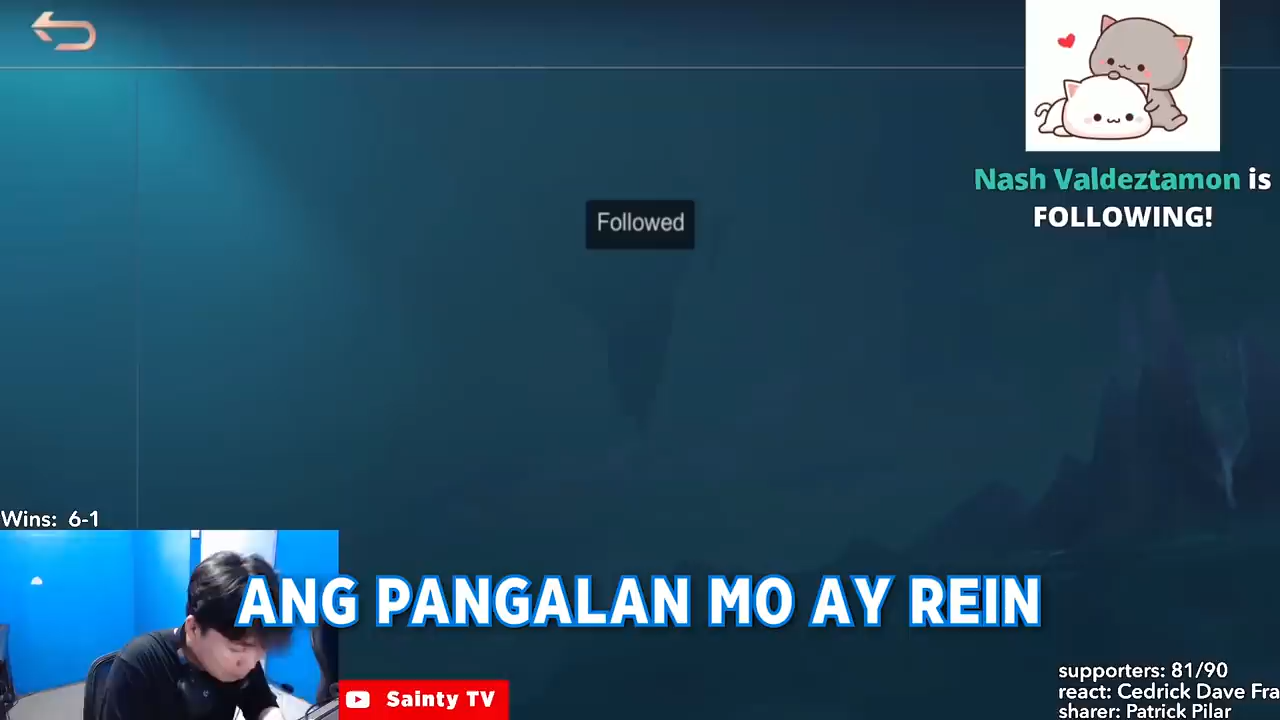 Nash Valdeztamon is
FOLLOWING!
Followed
Wins: 6-1
ANG PANGALAN MO AY REIN
Sainty TV
supporters: 81/90
react: Cedrick Dave Fra
sharer: Patrick Pilar